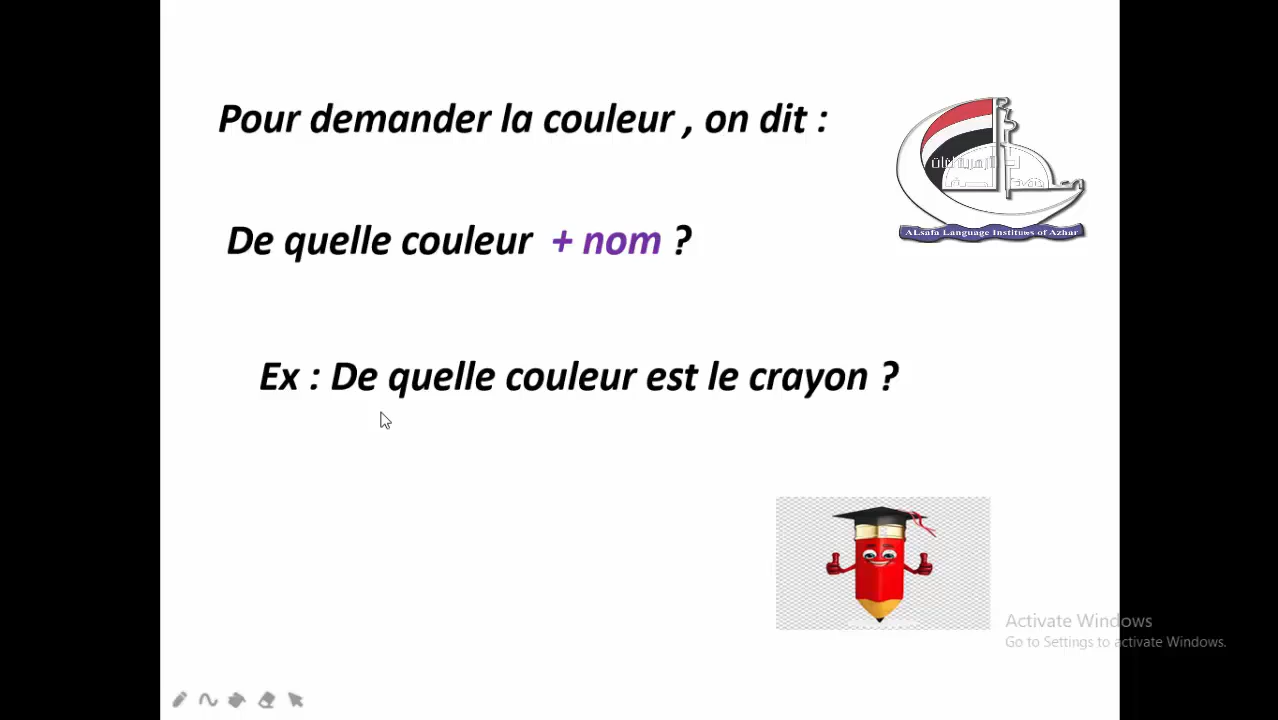 Pour demander la couleur , on dit :
De quelle couleur + nom ?
Ex : De quelle couleur est le crayon ?
ALsafa Language Institutes of Azhar
Activate Windows
Go to Settings to activate Windows.